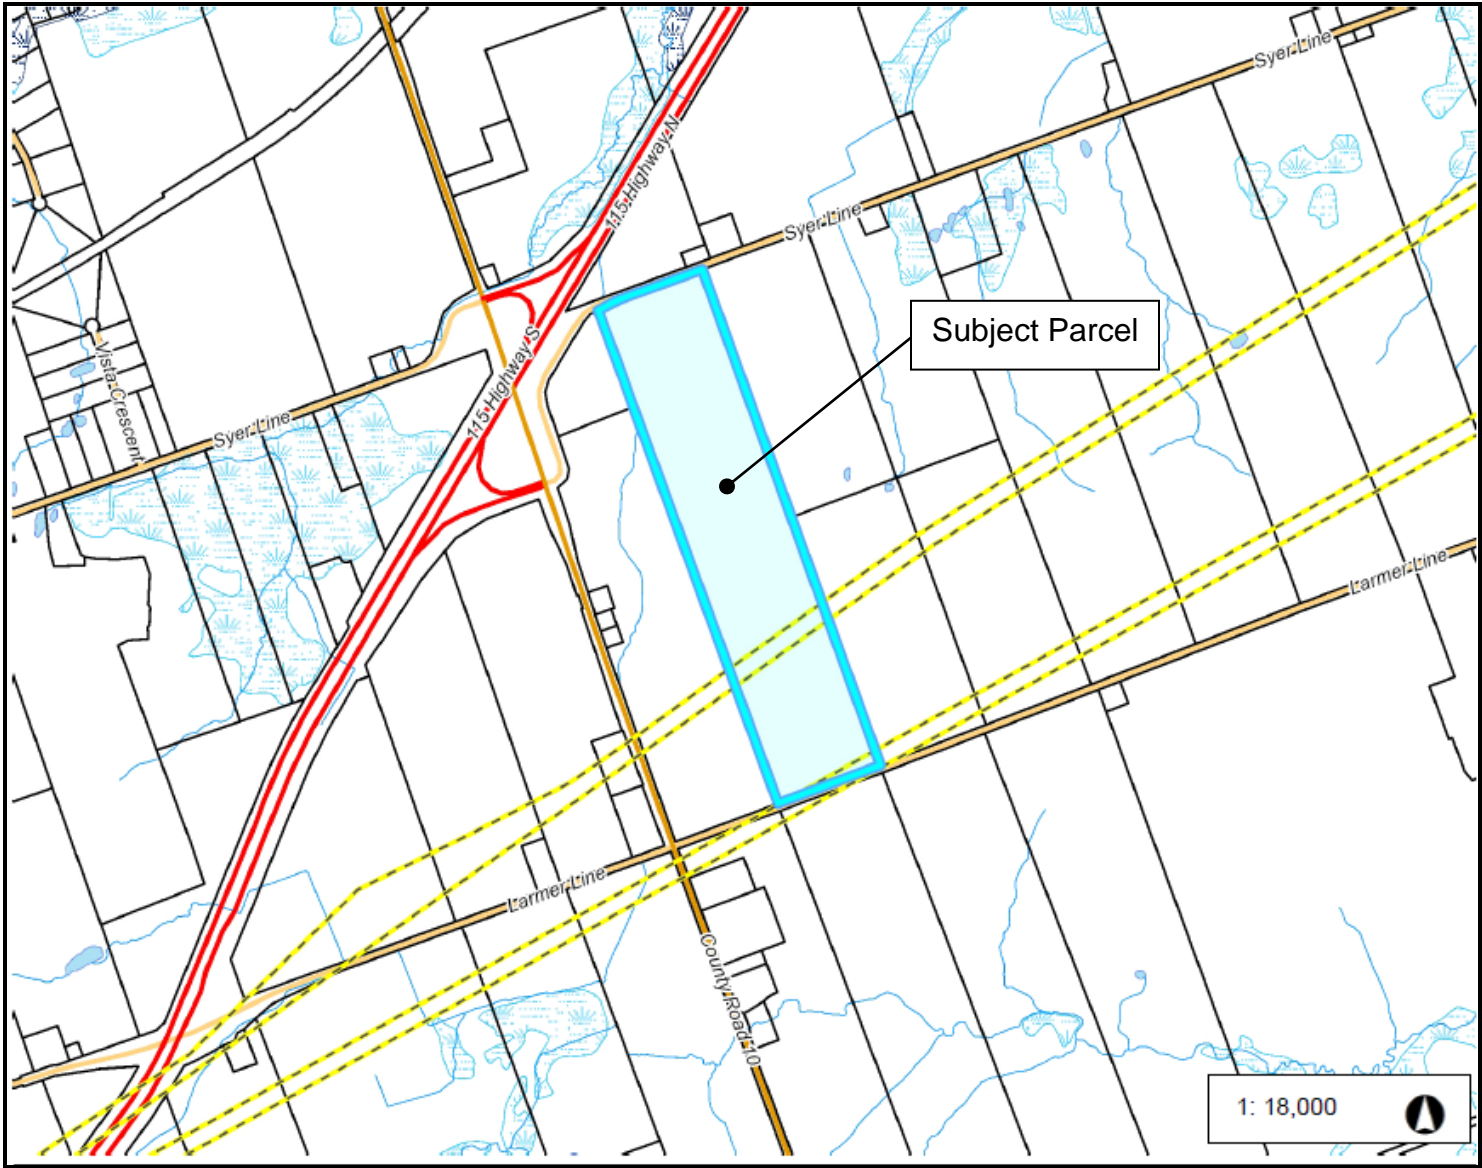 Syer Line
115 Highway N
Syer Line
Subject Parcel
115 Highway S
Vista Crescent
Syer Line
Larmer Line
Larmer Line
County Road 10
1: 18,000